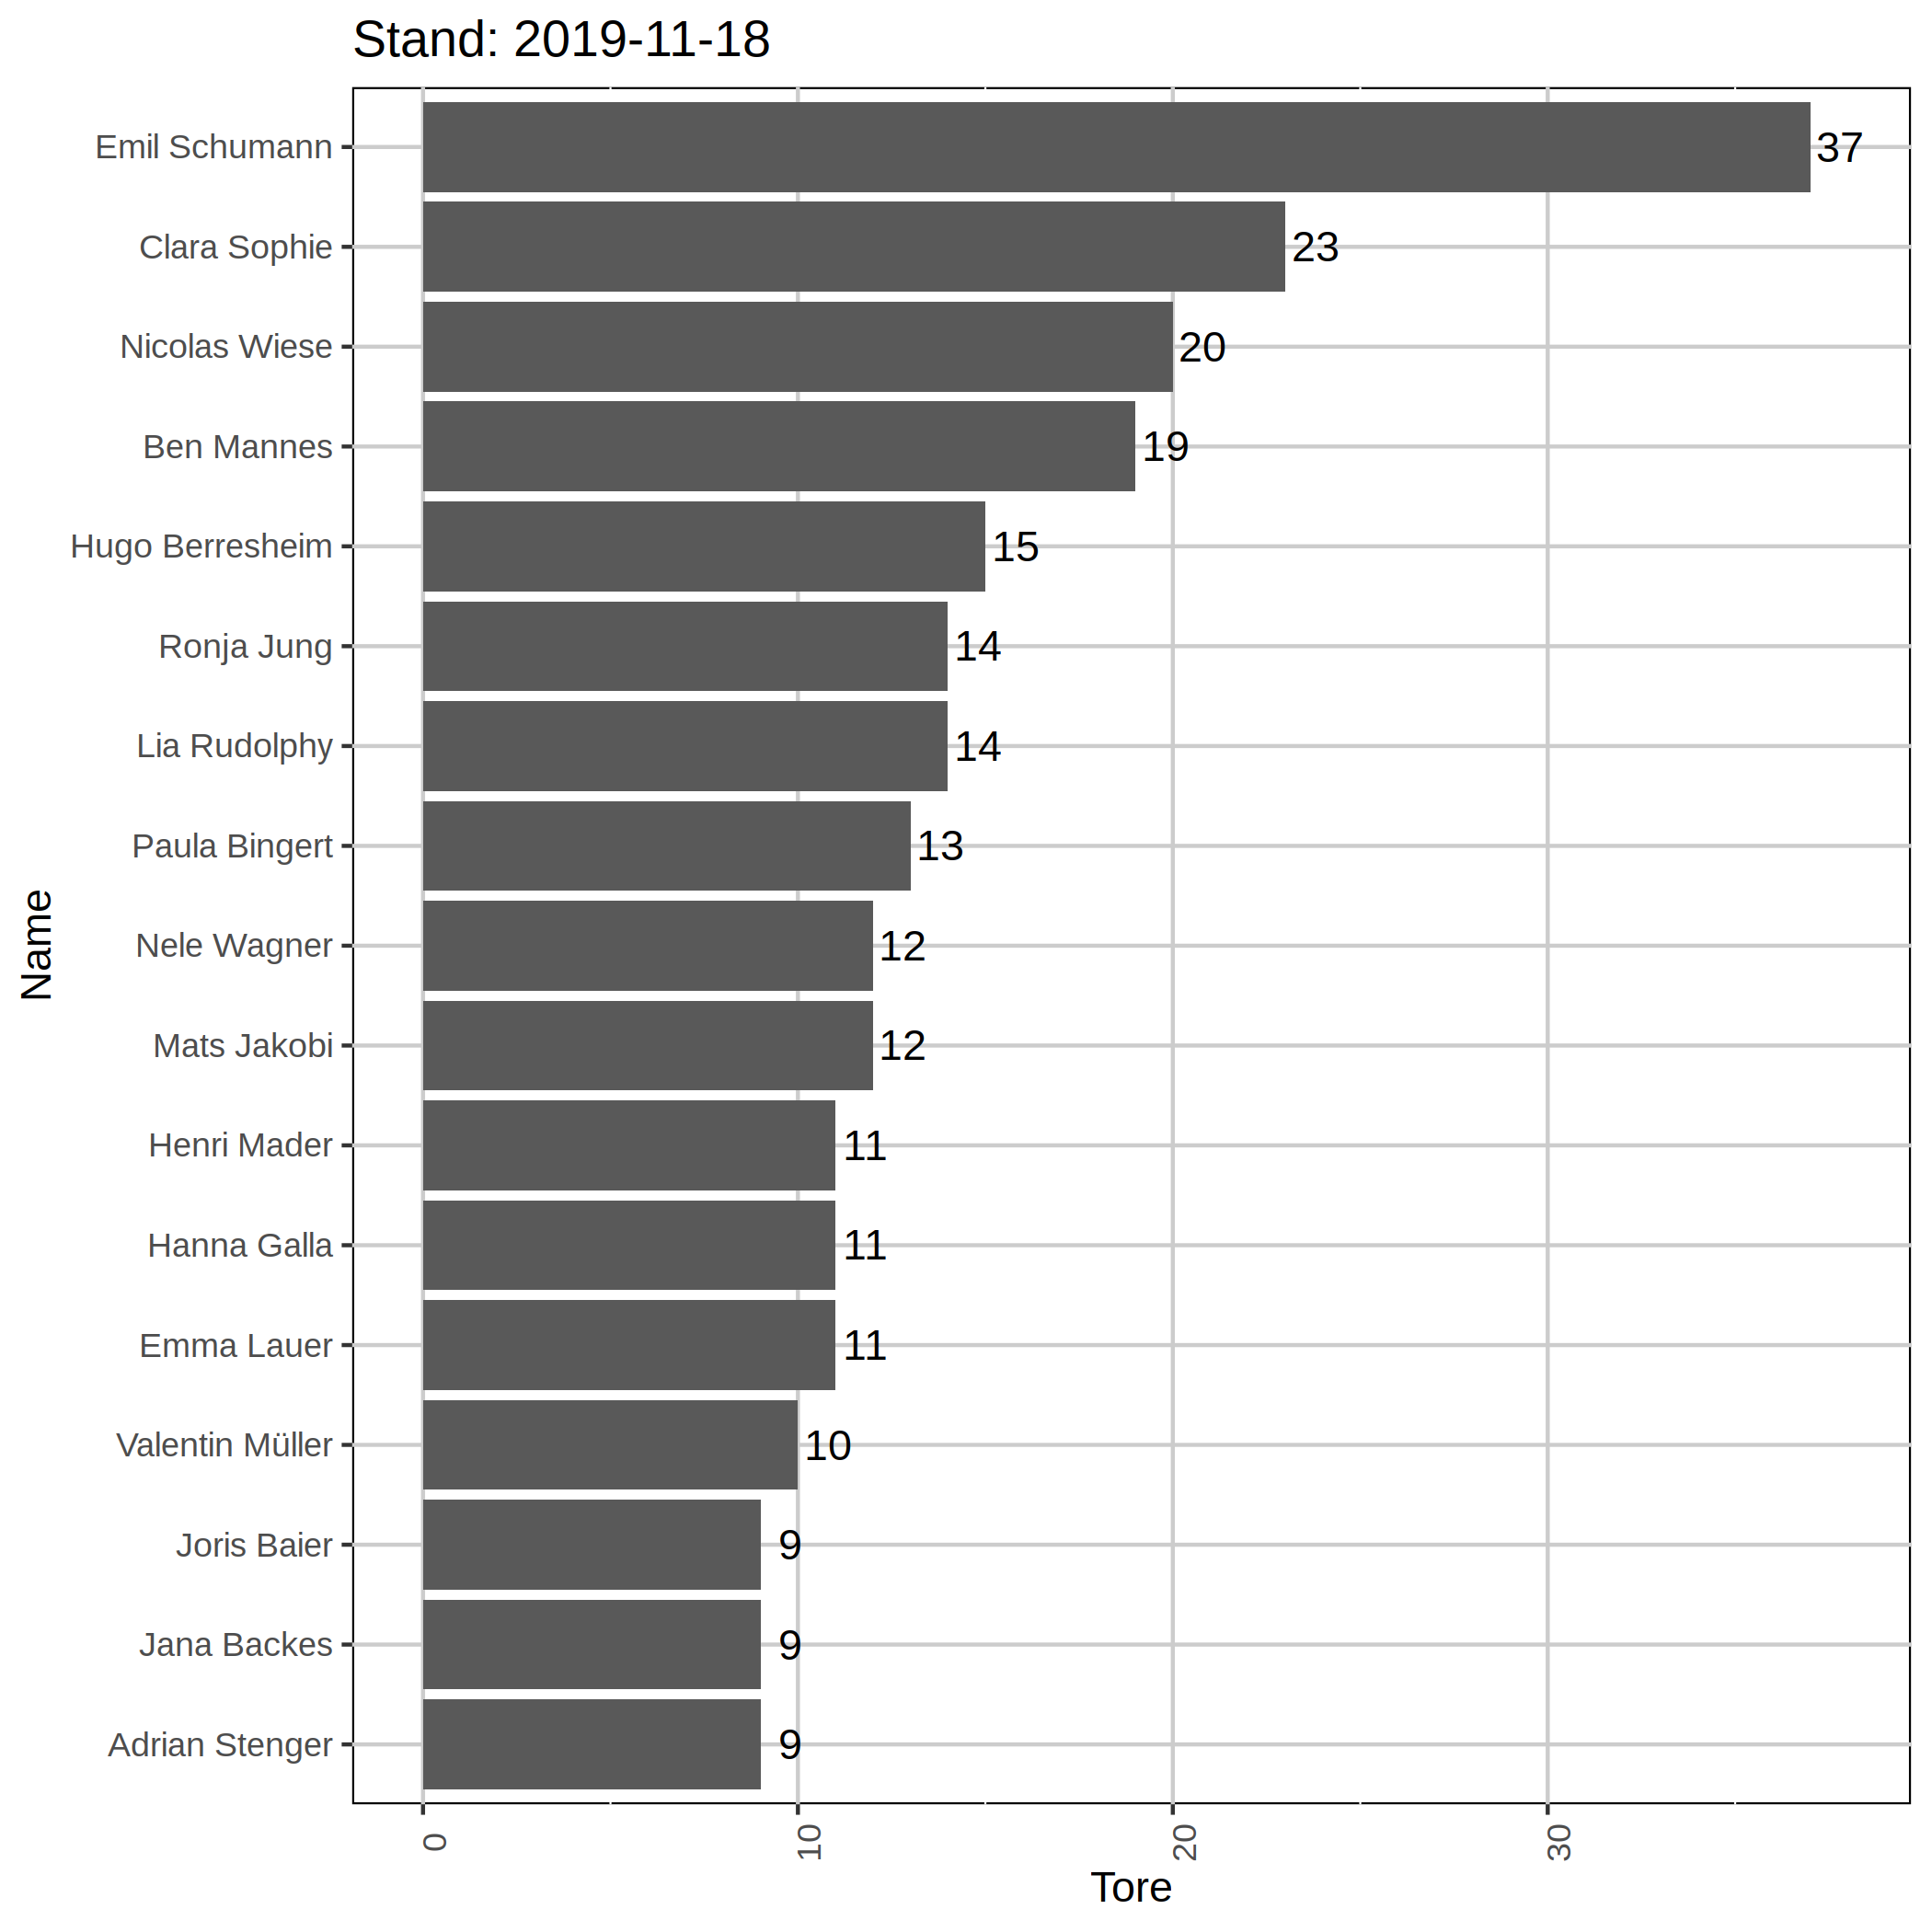 Stand: 2019-11-18
Emil Schumann 37
Clara Sophie 23
Nicolas Wiese 20
Ben Mannes 19
Hugo Berresheim 15
Ronja Jung 14
Lia Rudolphy 14
Paula Bingert 13
Nele Wagner 12
Mats Jakobi 12
Henri Mader 11
Hanna Galla 11
Emma Lauer 11
Valentin Müller 10
Joris Baier 9
Jana Backes 9
Adrian Stenger 9
Name
0 10 20 30
Tore